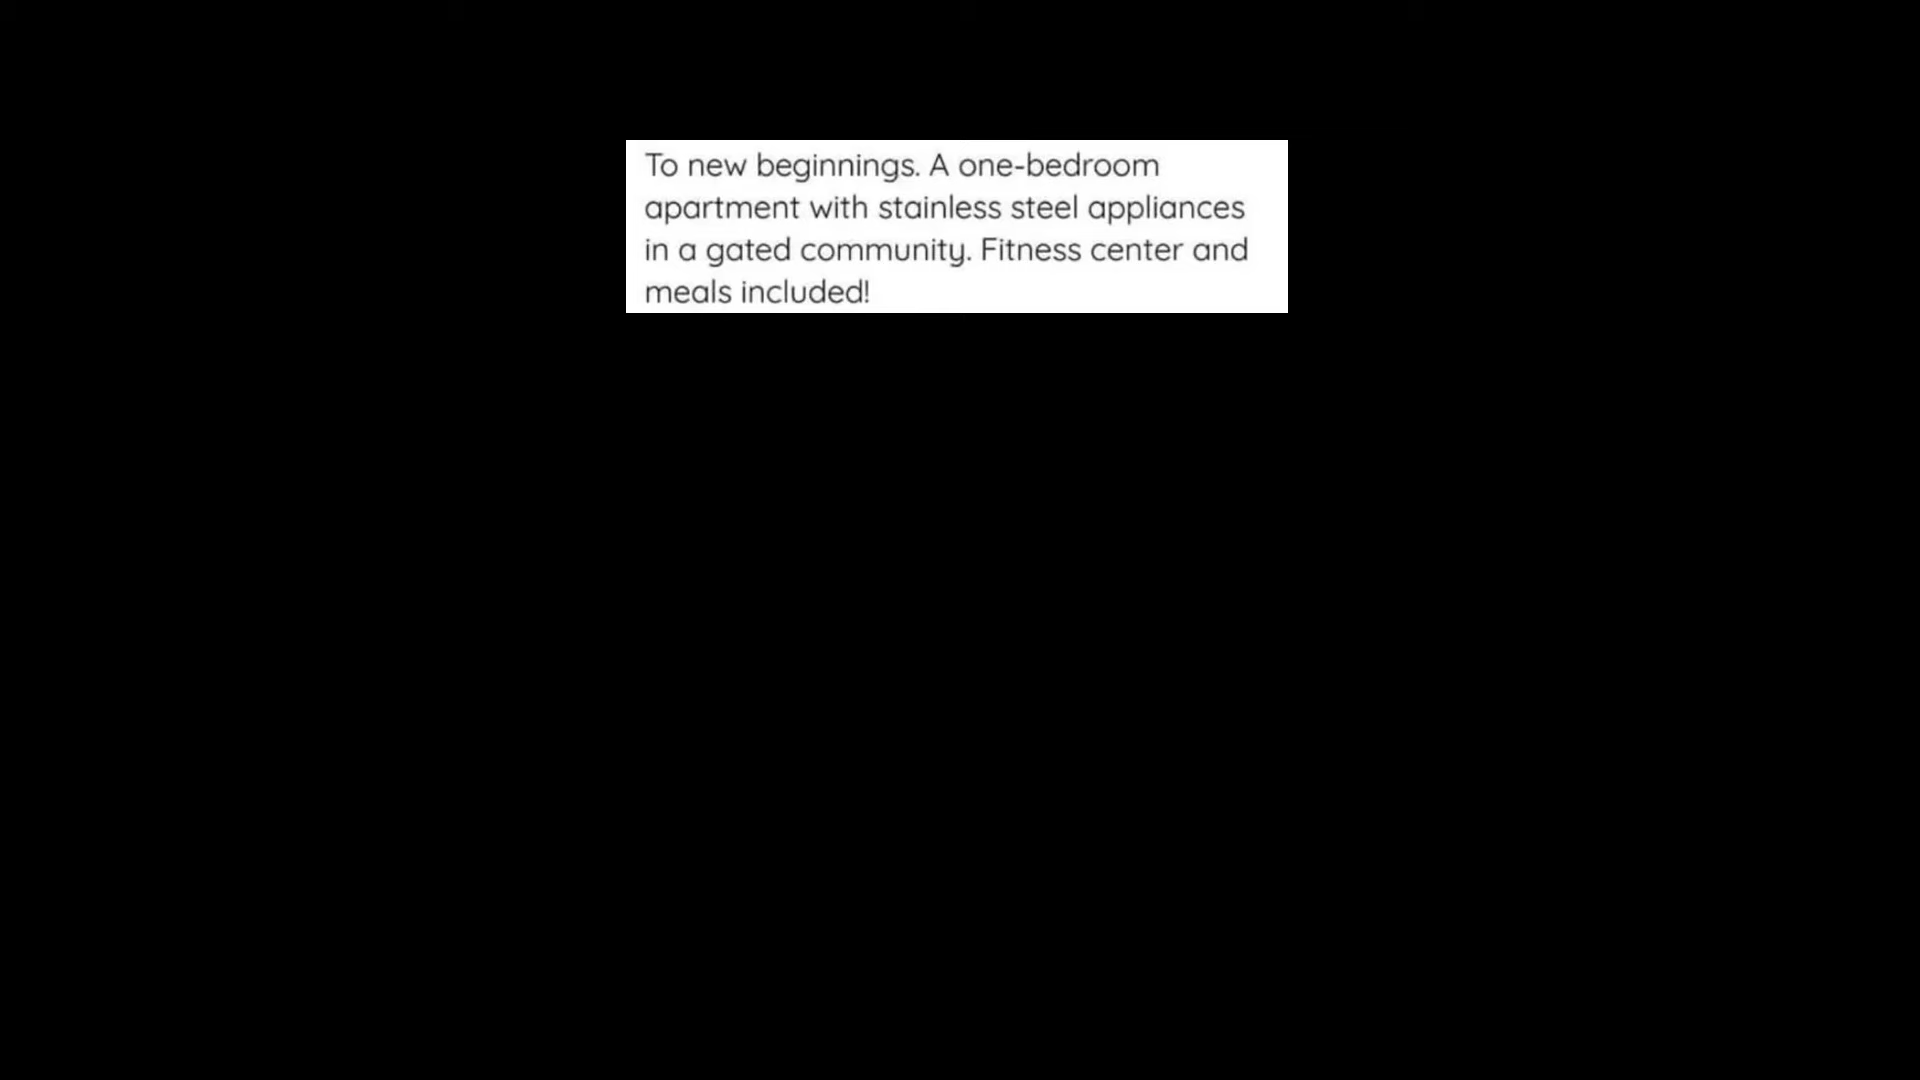 To new beginnings. A one-bedroom
apartment with stainless steel appliances
in a gated community. Fitness center and
meals included!